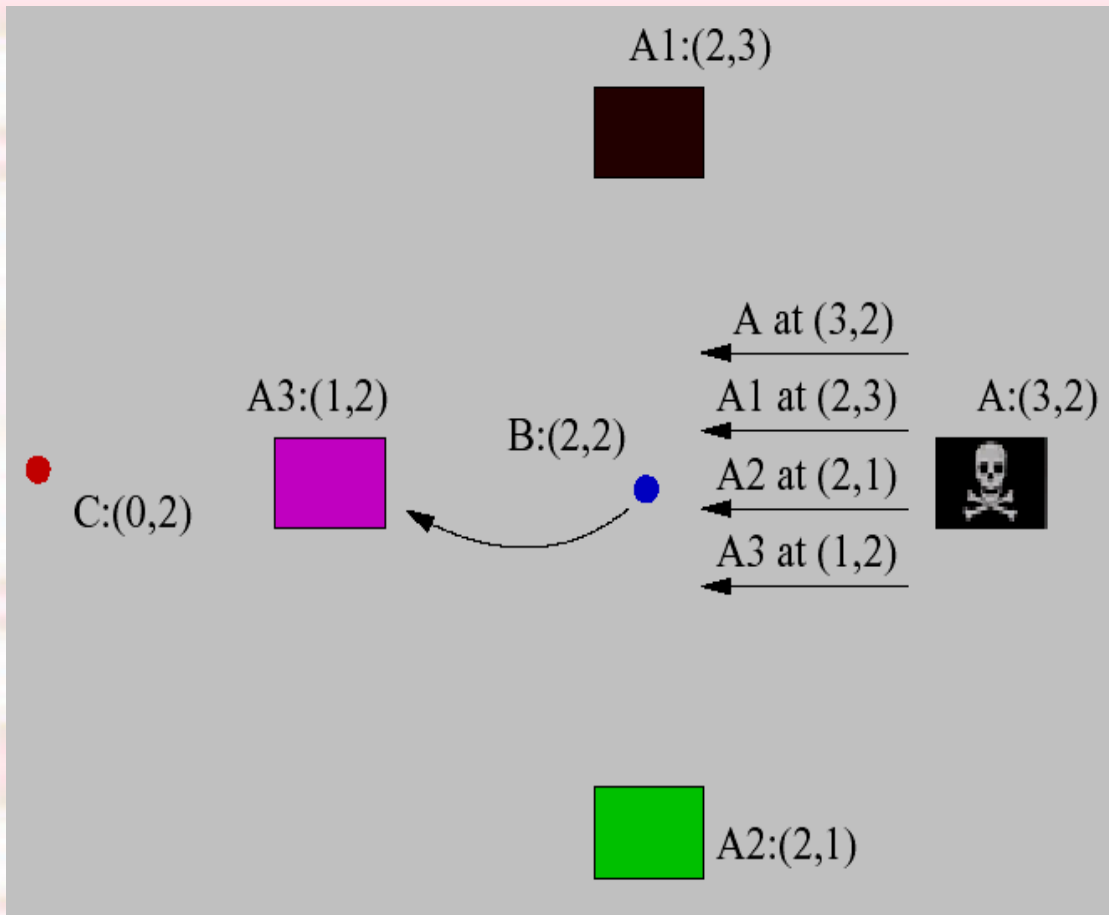 A1:(2,3)
A at (3,2)
A3:(1,2)
A1 at (2,3)
A:(3,2)
B:(2,2)
A2 at (2,1)
C:(0,2)
A3 at (1,2)
A2:(2,1)